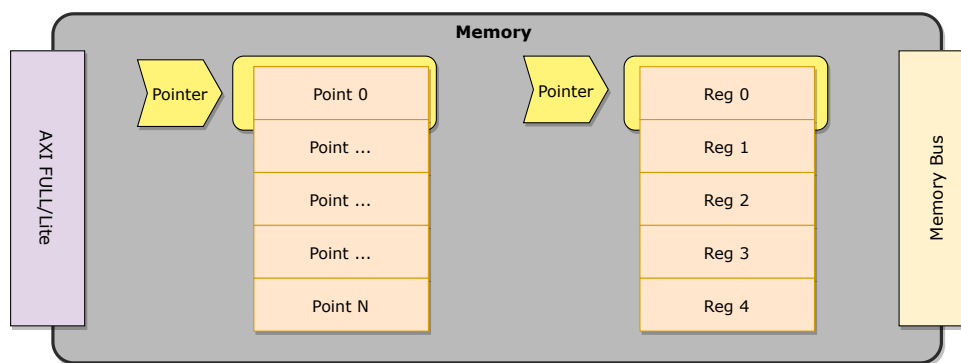 Memory
AXI FULL/Lite
Pointer
Point 0
Point ...
Point ...
Point ...
Point N
Pointer
Reg 0
Reg 1
Reg 2
Reg 3
Reg 4
Memory Bus